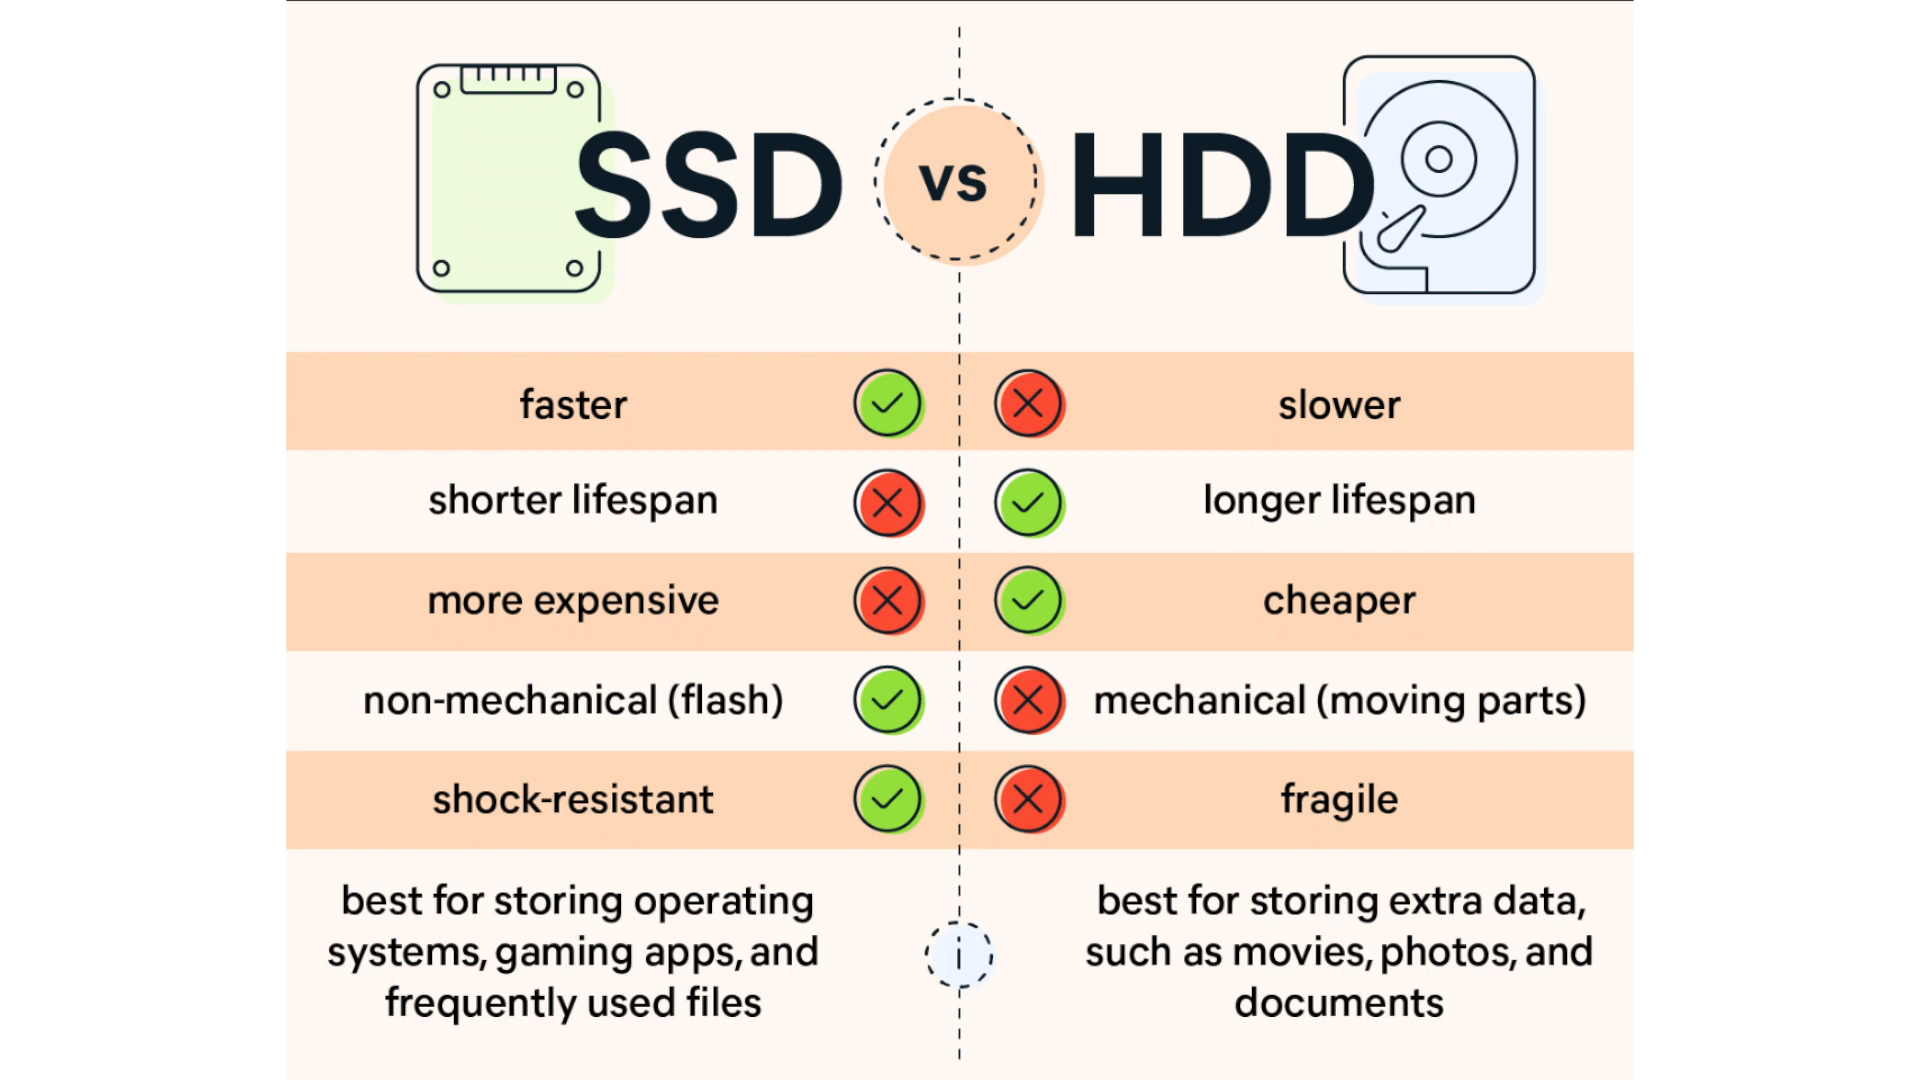 SSD vs HDD
faster slower
shorter lifespan longer lifespan
more expensive cheaper
non-mechanical (flash) mechanical (moving parts)
shock-resistant fragile
best for storing operating
systems, gaming apps, and
frequently used files
best for storing extra data,
such as movies, photos, and
documents